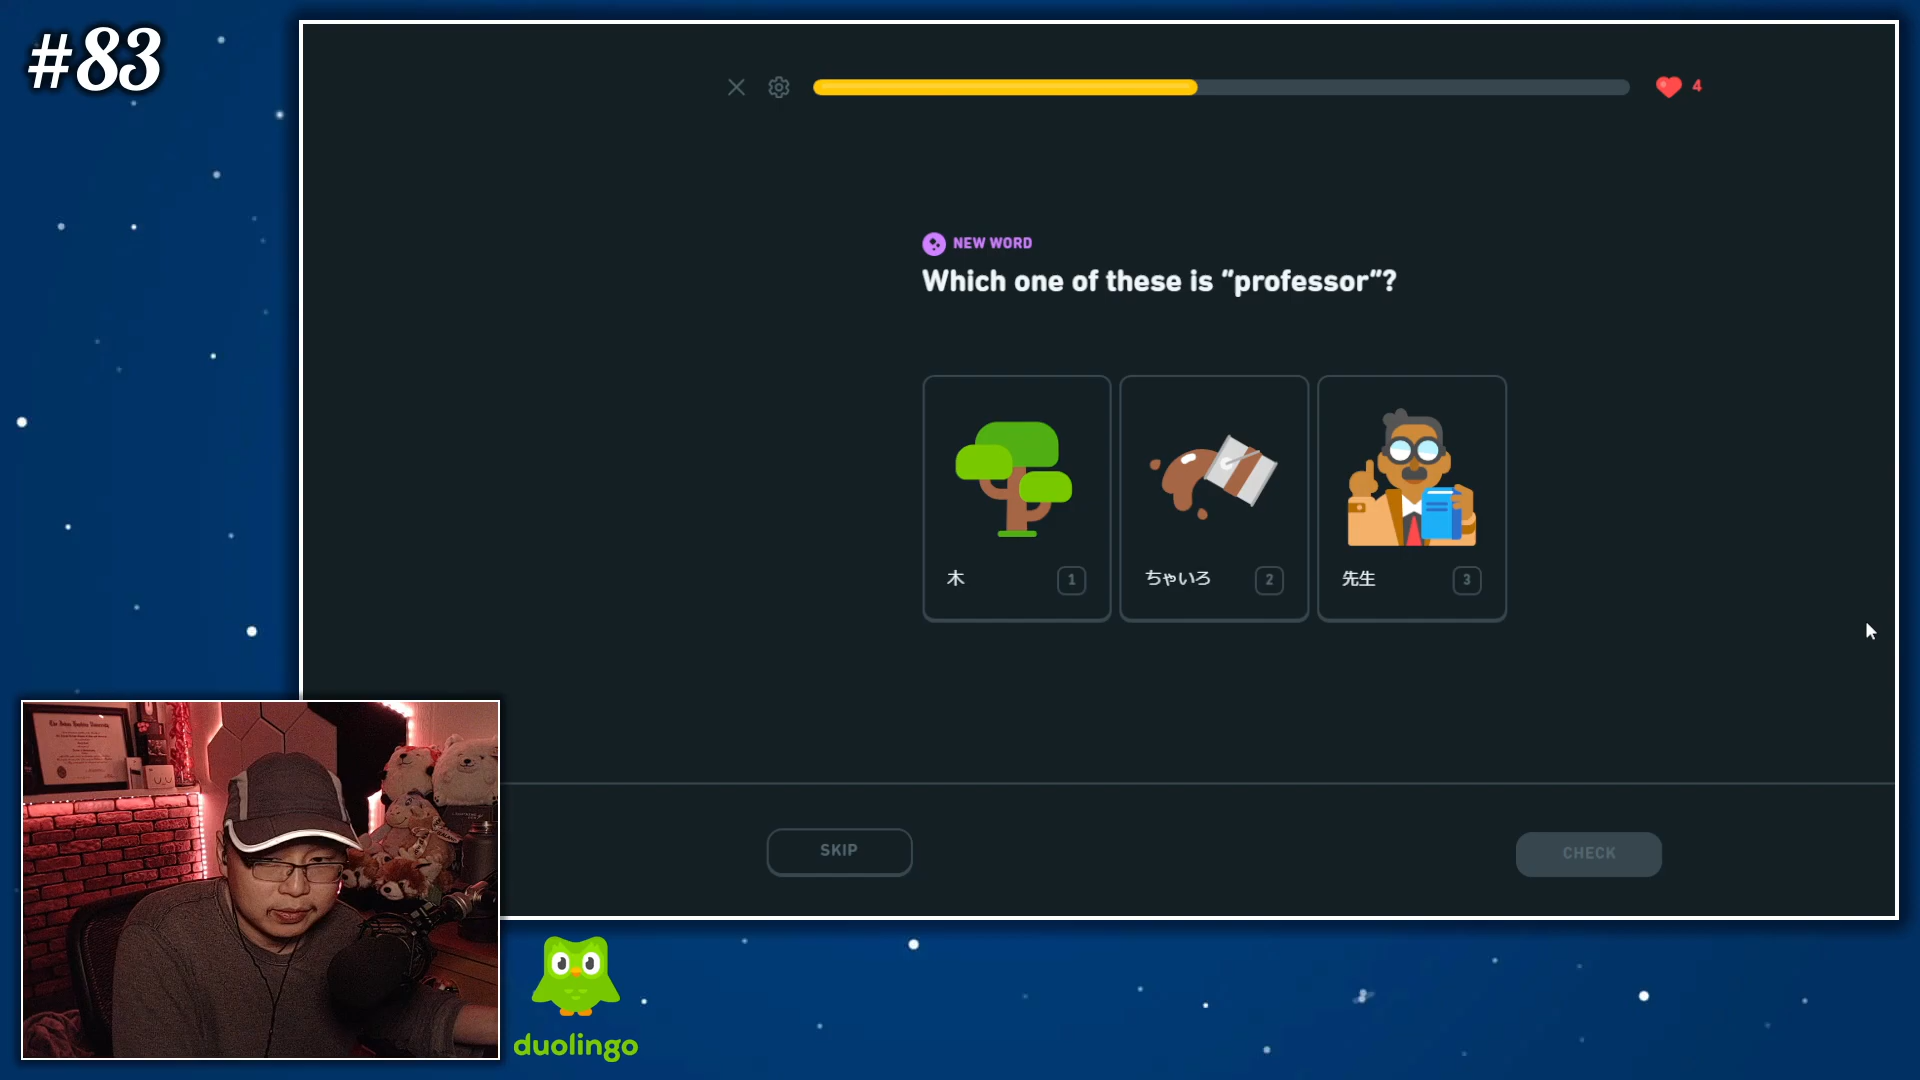 #83
4
NEW WORD
Which one of these is “professor”?
木
1
ちゃいろ
2
先生
3
SKIP
CHECK
duolingo